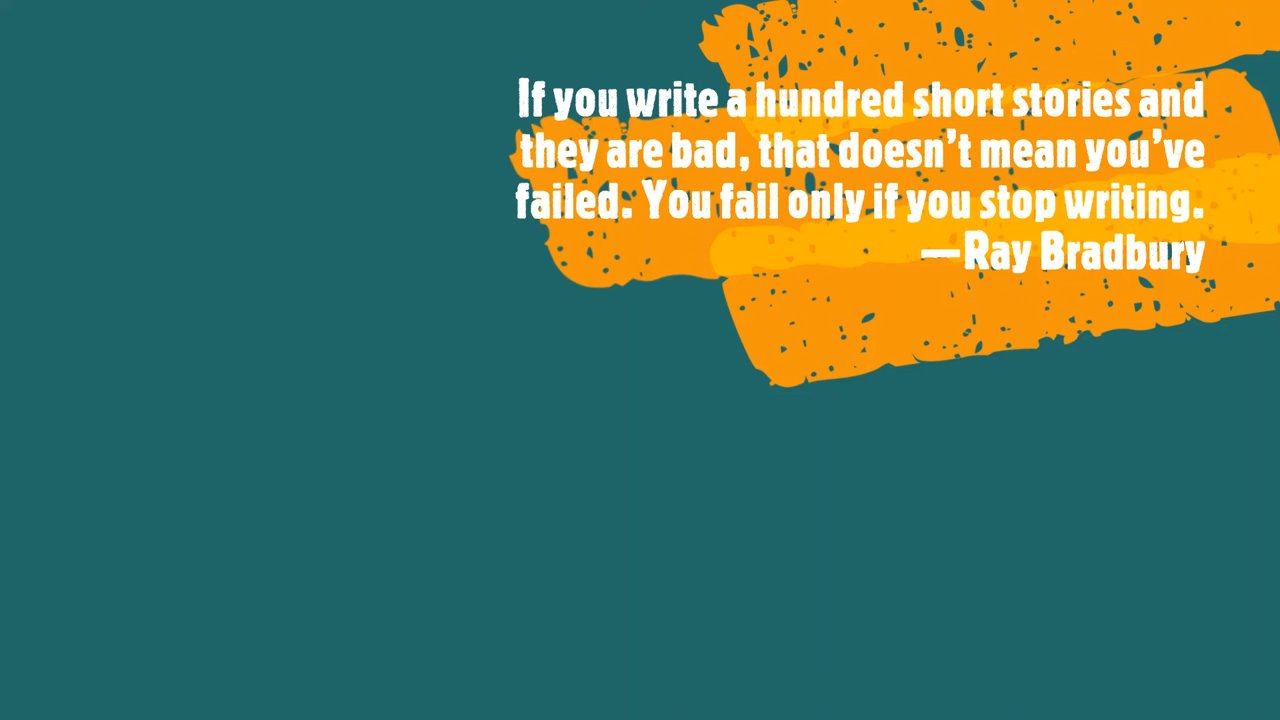 If you write a hundred short stories and
they are bad, that doesn’t mean you’ve
failed. You fail only if you stop writing.
—Ray Bradbury